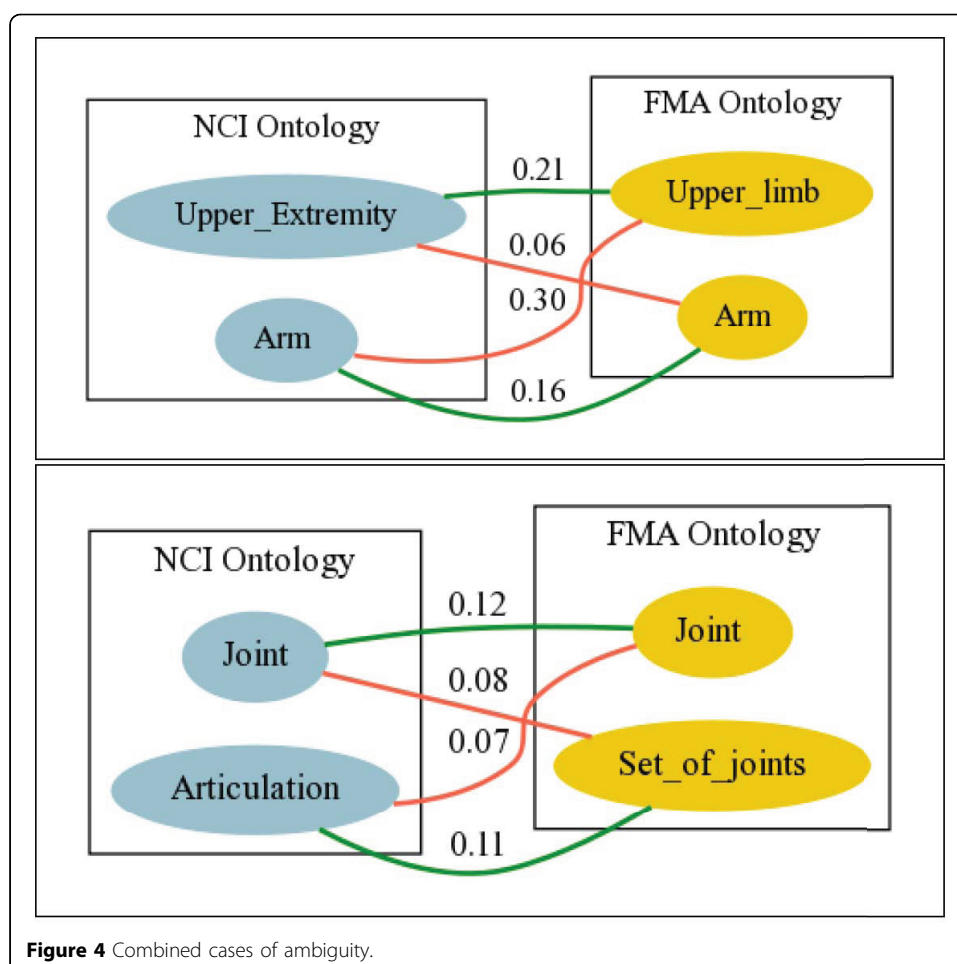 NCI Ontology
FMA Ontology
Upper_Extremity
0.21
Upper_limb
0.06
Arm
0.30
Arm
0.16
NCI Ontology
FMA Ontology
Joint
0.12
Joint
0.08
0.07
Articulation
Set_of_joints
0.11
Figure 4 Combined cases of ambiguity.